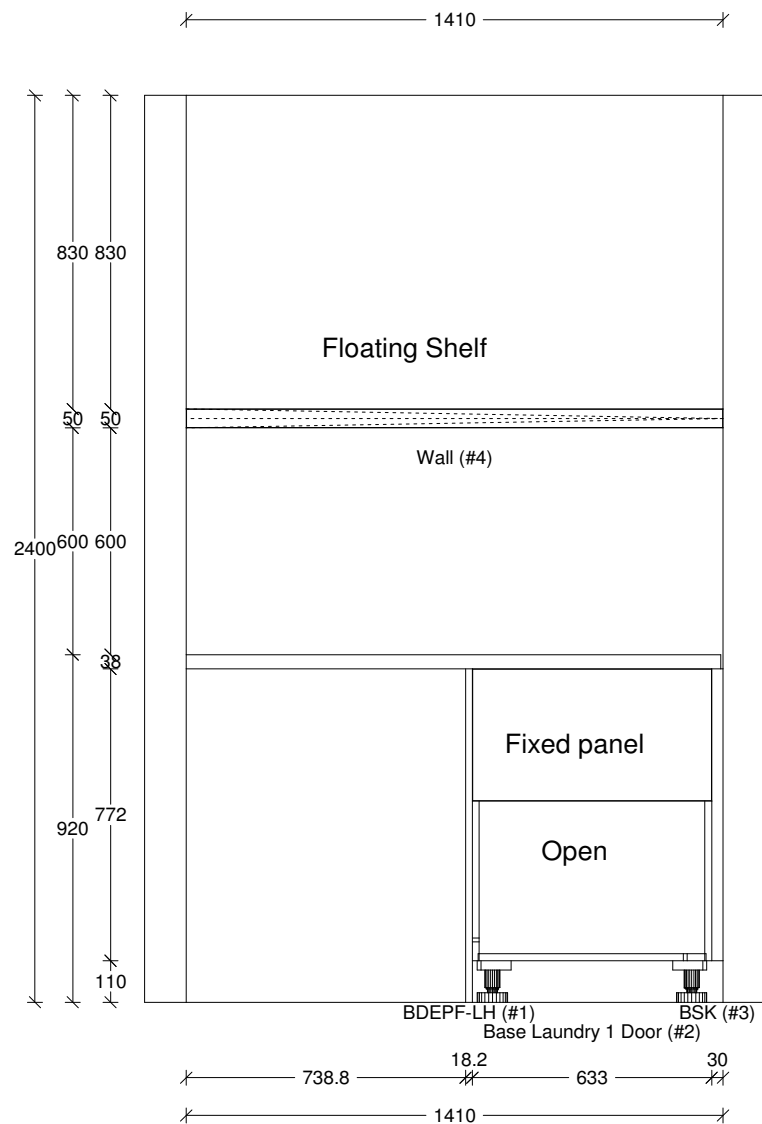 1410
830 830
Floating Shelf
50 50
Wall (#4)
2400 600 600
38
Fixed panel
920 772
Open
110
BDEPF-LH (#1) BSK (#3)
Base Laundry 1 Door (#2)
18.2 30
738.8 633
1410